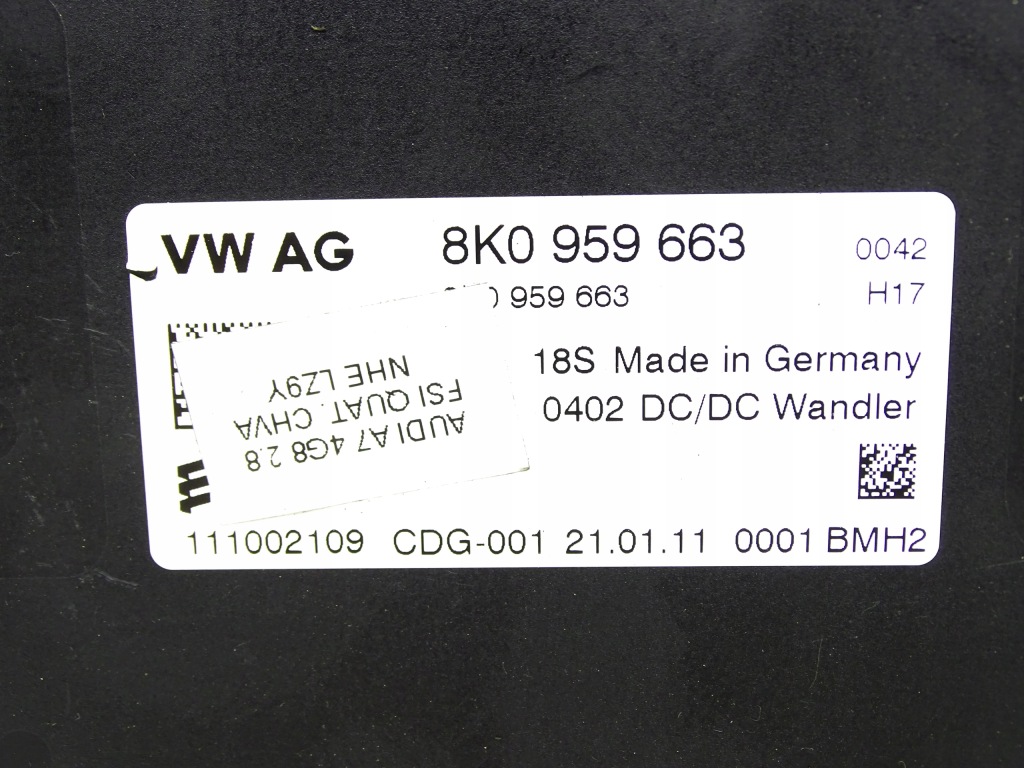 VW AG 8K0 959 663 0042
959 663 H17
18S Made in Germany
0402 DC/DC Wandler
AUDI A7 4G8 2.8
FSI QUAT. CHVA
NHE LZ9Y
111002109 CDG-001 21.01.11 0001 BMH2